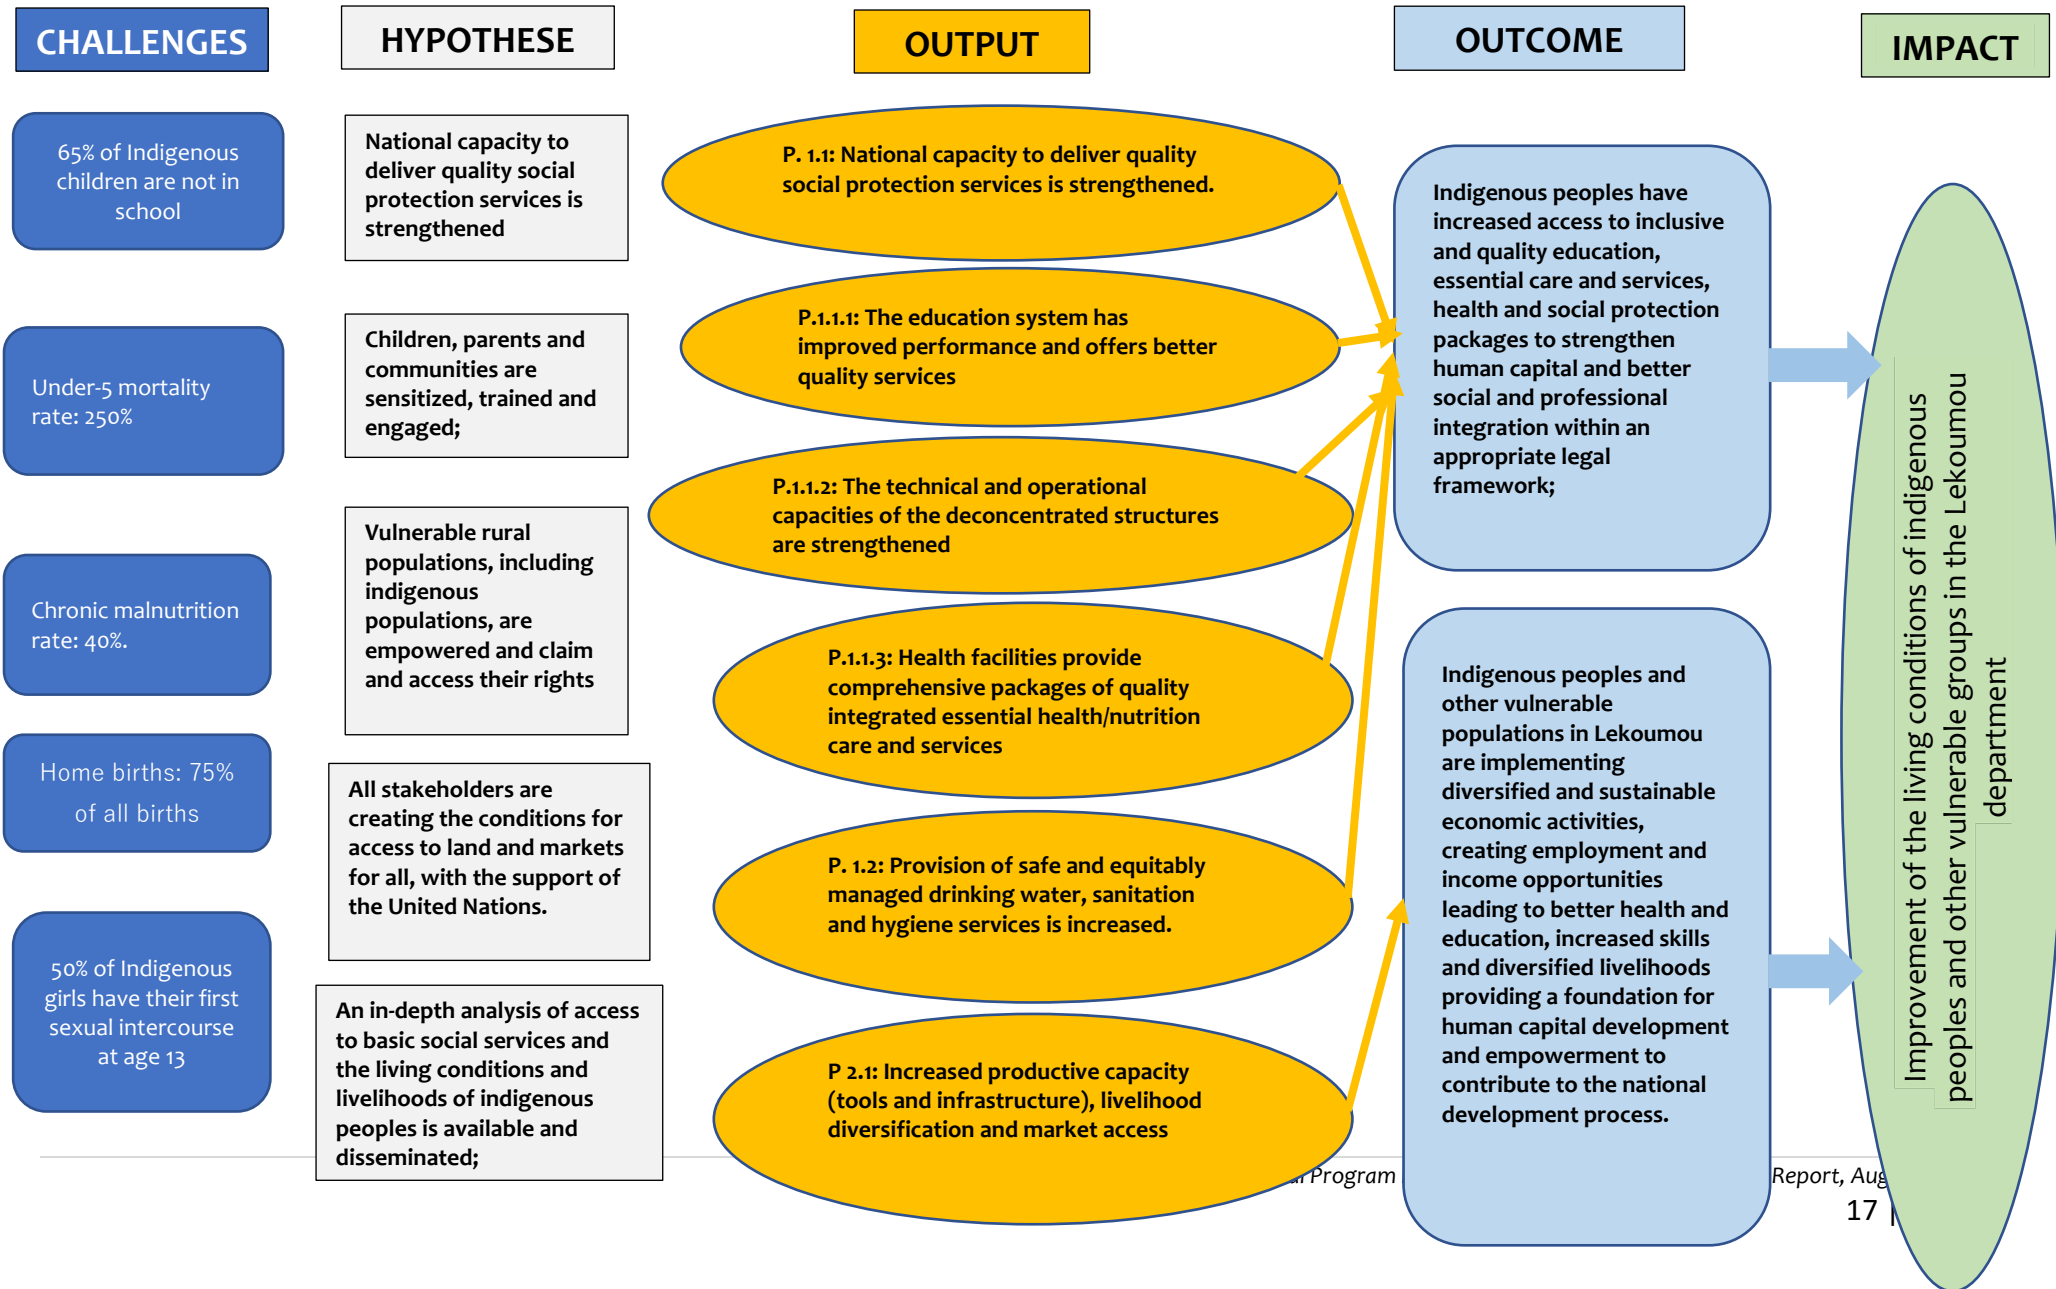 CHALLENGES
HYPOTHESE
OUTPUT
OUTCOME
IMPACT
65% of Indigenous
children are not in
school
Under-5 mortality
rate: 250%
Chronic malnutrition
rate: 40%.
Home births: 75%
of all births
50% of Indigenous
girls have their first
sexual intercourse
at age 13
National capacity to
deliver quality social
protection services is
strengthened
Children, parents and
communities are
sensitized, trained and
engaged;
Vulnerable rural
populations, including
indigenous
populations, are
empowered and claim
and access their rights
All stakeholders are
creating the conditions for
access to land and markets
for all, with the support of
the United Nations.
An in-depth analysis of access
to basic social services and
the living conditions and
livelihoods of indigenous
peoples is available and
disseminated;
P. 1.1: National capacity to deliver quality
social protection services is strengthened.
P.1.1.1: The education system has
improved performance and offers better
quality services
P.1.1.2: The technical and operational
capacities of the deconcentrated structures
are strengthened
P.1.1.3: Health facilities provide
comprehensive packages of quality
integrated essential health/nutrition
care and services
P. 1.2: Provision of safe and equitably
managed drinking water, sanitation
and hygiene services is increased.
P 2.1: Increased productive capacity
(tools and infrastructure), livelihood
diversification and market access
Indigenous peoples have
increased access to inclusive
and quality education,
essential care and services,
health and social protection
packages to strengthen
human capital and better
social and professional
integration within an
appropriate legal
framework;
Indigenous peoples and
other vulnerable
populations in Lekoumou
are implementing
diversified and sustainable
economic activities,
creating employment and
income opportunities
leading to better health and
education, increased skills
and diversified livelihoods
providing a foundation for
human capital development
and empowerment to
contribute to the national
development process.
Improvement of the living conditions of indigenous
peoples and other vulnerable groups in the Lekoumou
department
Program Report, Aug
17 |